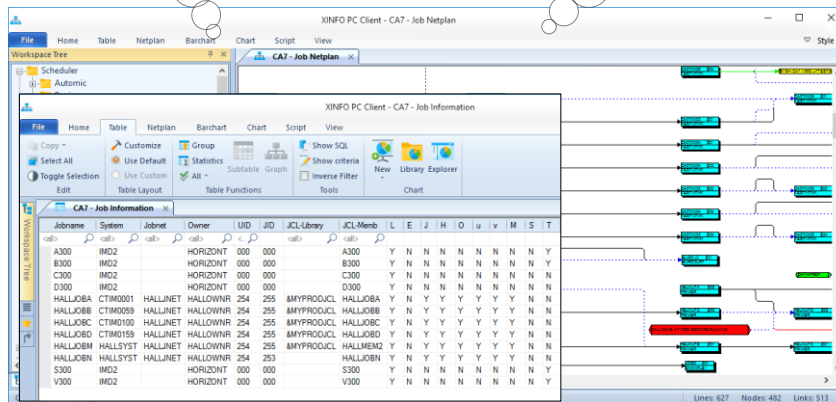 XINFO PC Client - CA7 - Job Netplan
File Home Table Netplan Barchart Chart Script View Style
Workspace Tree
CA7 - Job Netplan
Scheduler
Automic
XINFO PC Client - CA7 - Job Information
File Home Table Netplan Barchart Chart Script View
Copy Customize Group Show SQL
Select All Use Default Statistics Show criteria
Toggle Selection Use Custom All Subtable Graph Inverse Filter New Library Explorer
Edit Table Layout Table Functions Tools Chart
CA7 - Job Information
Workspace Tree
Jobname System Jobnet Owner UID JID JCL-Library JCL-Memb L E J H O u v M S T
<all> <all> <all> <all> <all> <all>
A300 IMD2 HORIZONT 000 000 A300 Y N N N N N N N N Y
B300 IMD2 HORIZONT 000 000 B300 Y N N N N N N N N Y
C300 IMD2 HORIZONT 000 000 C300 Y N N N N N N N N N
D300 IMD2 HORIZONT 000 000 D300 Y N N N N N N N N N
HALLJOBA CTIM0001 HALLJNET HALLOWNR 254 255 &MYPRODJCL HALLJOBA Y N Y Y Y Y Y Y N N
HALLJOBB CTIM0059 HALLJNET HALLOWNR 254 255 &MYPRODJCL HALLJOBB Y N Y Y Y Y Y Y N N
HALLJOBC CTIM0100 HALLJNET HALLOWNR 254 255 &MYPRODJCL HALLJOBC Y N Y Y Y Y Y Y N N
HALLJOBD CTIM0159 HALLJNET HALLOWNR 254 255 &MYPRODJCL HALLJOBD Y N Y Y Y Y Y Y N N
HALLJOBM HALLSYST HALLJNET HALLOWNR 254 255 &MYPRODJCL HALLMEM2 Y N Y Y Y Y Y Y N N
HALLJOBN HALLSYST HALLJNET HALLOWNR 254 253 HALLJOBN Y N Y Y Y Y Y Y N N
S300 IMD2 HORIZONT 000 000 S300 Y N N N N N N N N Y
V300 IMD2 HORIZONT 000 000 V300 Y N N N N N N N N Y
Lines: 627 Nodes: 482 Links: 513